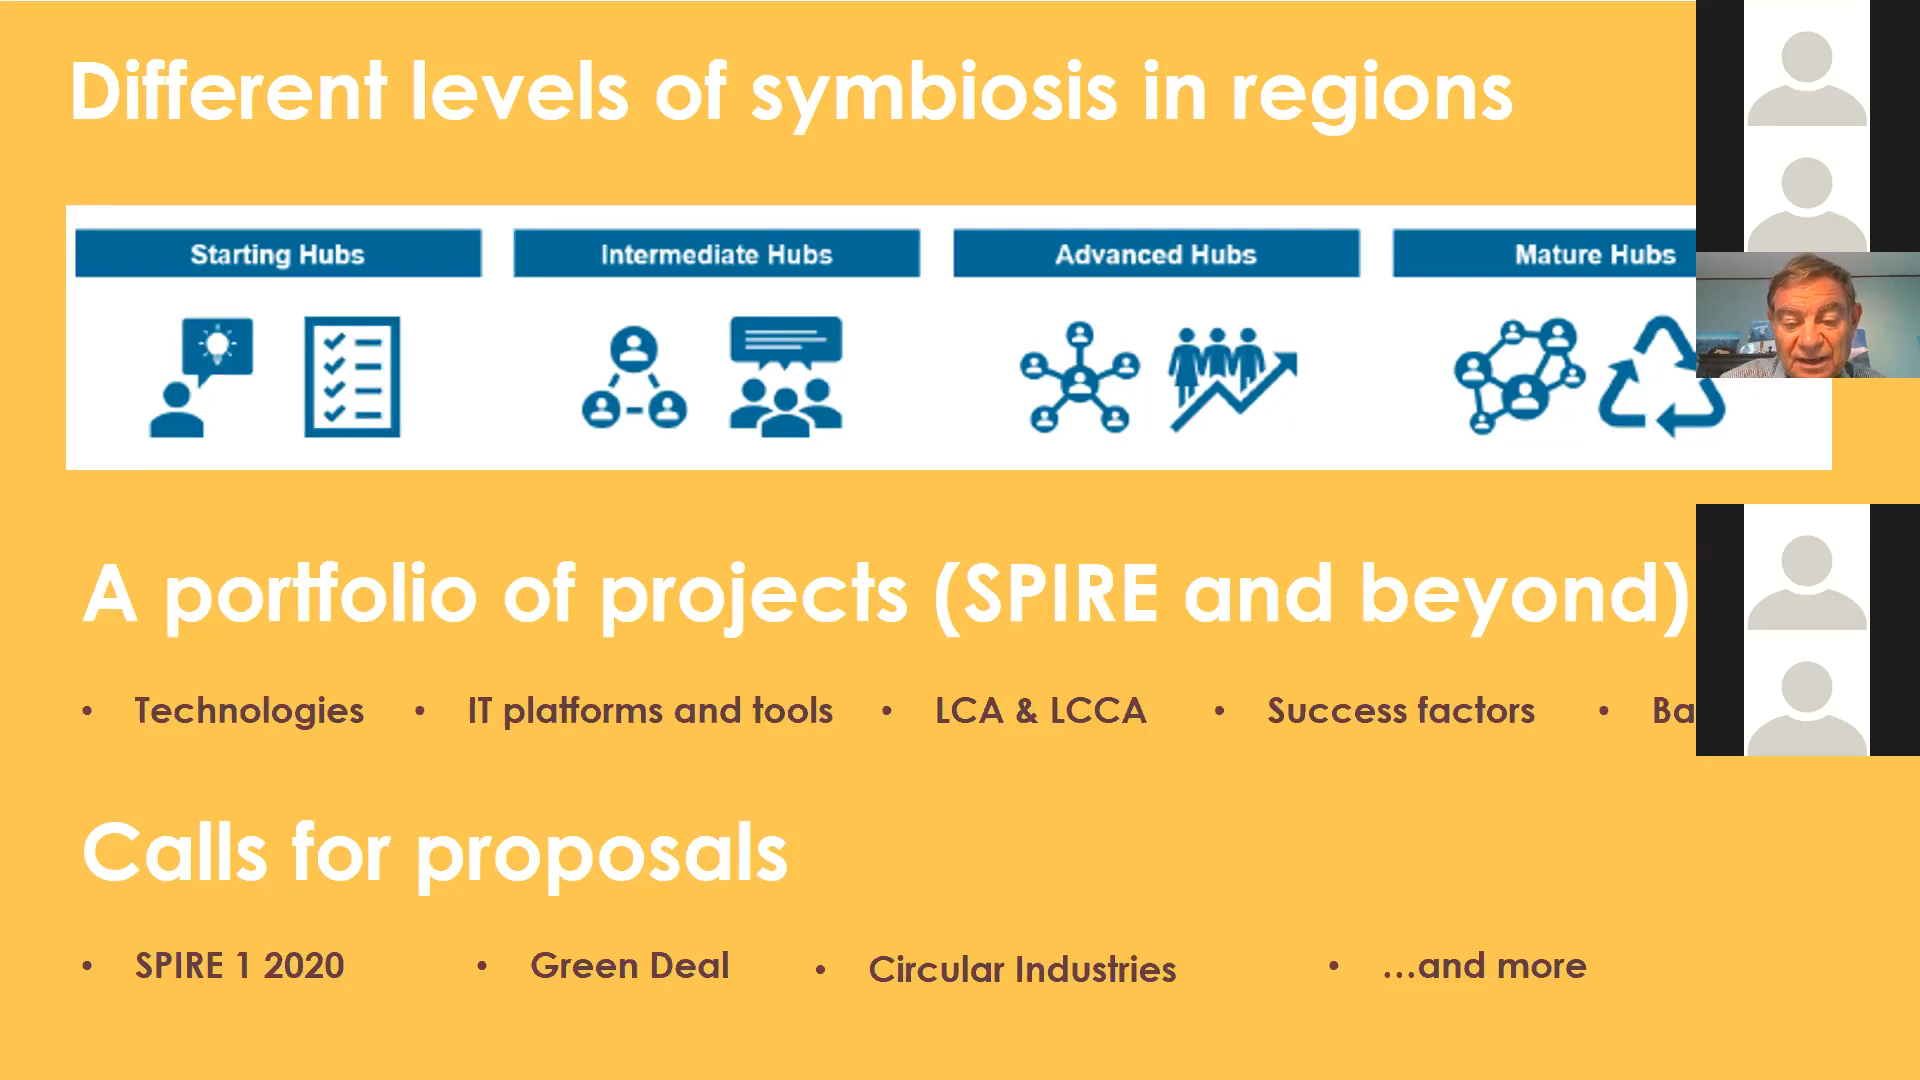 Different levels of symbiosis in regions
Starting Hubs
Intermediate Hubs
Advanced Hubs
Mature Hubs
A portfolio of projects (SPIRE and beyond)
• Technologies
• IT platforms and tools
• LCA & LCCA
• Success factors
•
Calls for proposals
• SPIRE 1 2020
• Green Deal
• Circular Industries
• …and more